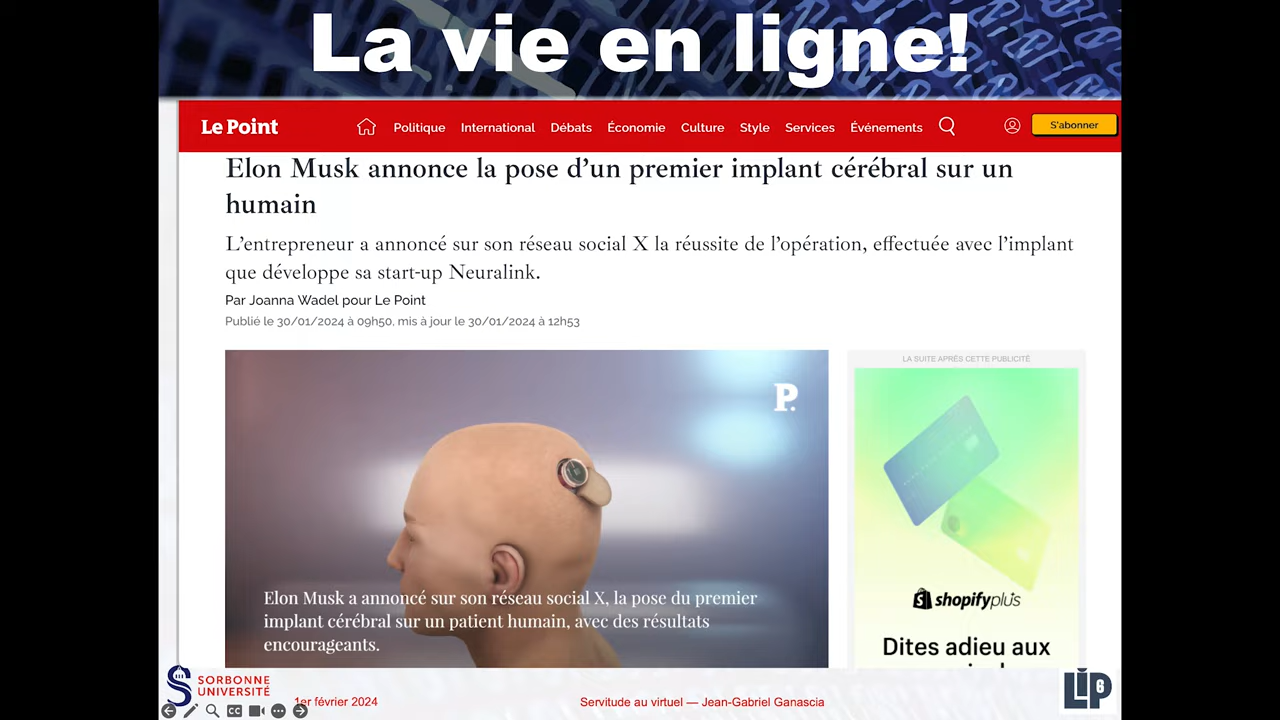 La vie en ligne!
Le Point
Politique International Débats Économie Culture Style Services Événements
S'abonner
Elon Musk annonce la pose d'un premier implant cérébral sur un
humain
L'entrepreneur a annoncé sur son réseau social X la réussite de l'opération, effectuée avec l'implant
que développe sa start-up Neuralink.
Par Joanna Wadel pour Le Point
Publié le 30/01/2024 à 09h50, mis à jour le 30/01/2024 à 12h53
P.
Elon Musk a annoncé sur son réseau social X, la pose du premier
implant cérébral sur un patient humain, avec des résultats
encourageants.
LA SUITE APRÈS CETTE PUBLICITÉ
shopifyplus
Dites adieu aux
SORBONNE
UNIVERSITÉ
1er février 2024
Servitude au virtuel — Jean-Gabriel Ganascia
LIP6
CC